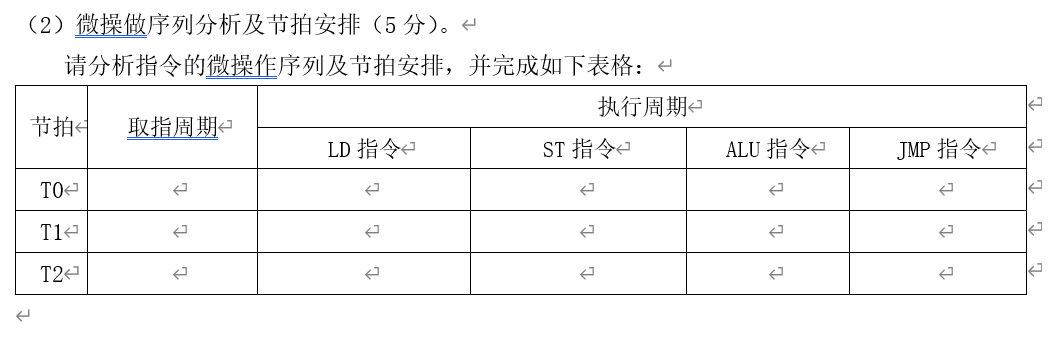 （2）微操做序列分析及节拍安排（5 分）。
请分析指令的微操作序列及节拍安排，并完成如下表格：
节拍 取指周期 执行周期
LD 指令 ST 指令 ALU 指令 JMP 指令
T0
T1
T2